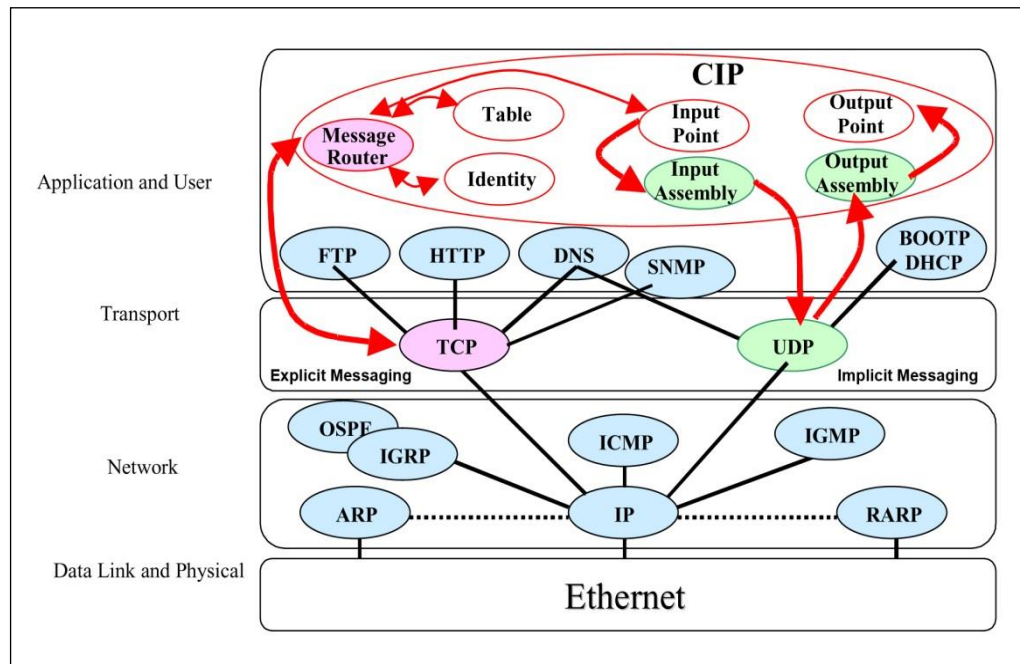 CIP
Table
Input
Point
Output
Point
Message
Router
Identity
Input
Assembly
Output
Assembly
Application and User
FTP
HTTP
DNS
SNMP
BOOTP
DHCP
Transport
TCP
UDP
Explicit Messaging
Implicit Messaging
OSPF
IGRP
ICMP
IGMP
Network
ARP
IP
RARP
Data Link and Physical
Ethernet